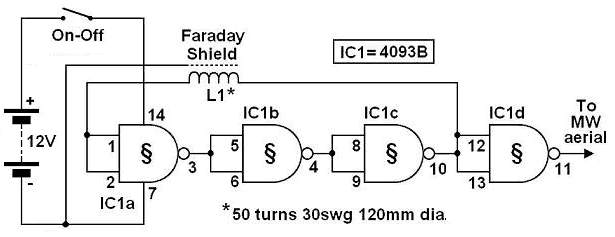 On-Off
Faraday
Shield
IC1= 4093B
L1*
+
12V
-
14
§
1
2
3
7
IC1a
IC1b
5
6
§
4
IC1c
8
9
§
10
IC1d
12
13
§
11
To
MW
aerial
*50 turns 30swg 120mm dia.